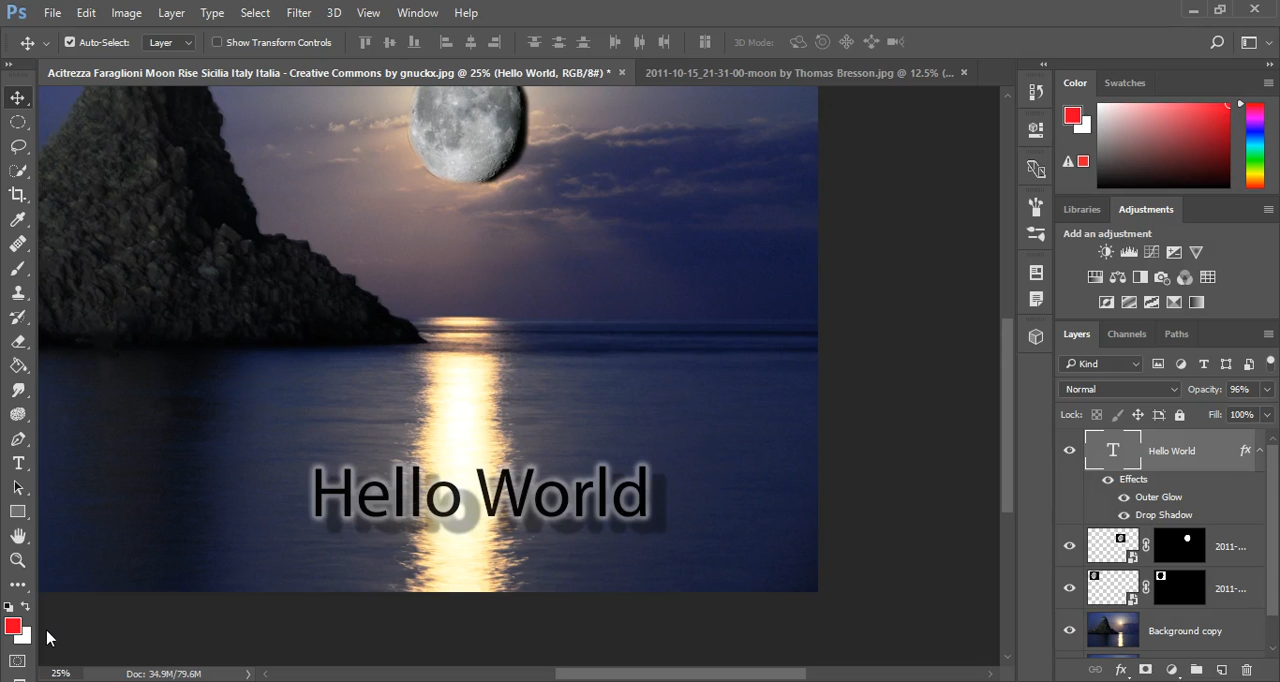 Ps File Edit Image Layer Type Select Filter 3D View Window Help
Auto-Select: Layer Show Transform Controls 3D Mode:
Acitrezza Faraglioni Moon Rise Sicilia Italy Italia - Creative Commons by gnuckx.jpg @ 25% (Hello World, RGB/8#) * × 2011-10-15_21-31-00-moon by Thomas Bresson.jpg @ 12.5% (... ×
Color Swatches
Libraries Adjustments
Add an adjustment
Layers Channels Paths
Kind
Normal Opacity: 96%
Lock: Fill: 100%
T Hello World fx
Effects
Outer Glow
Drop Shadow
2011-...
2011-...
Background copy
Hello World
25% Doc: 34.9M/79.6M
fx